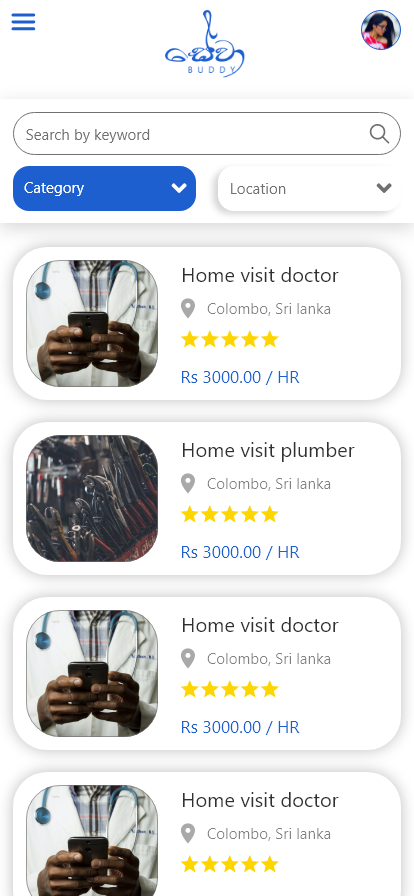 සේවා
BUDDY
Search by keyword
Category
Location
Home visit doctor
Colombo, Sri lanka
Rs 3000.00 / HR
Home visit plumber
Colombo, Sri lanka
Rs 3000.00 / HR
Home visit doctor
Colombo, Sri lanka
Rs 3000.00 / HR
Home visit doctor
Colombo, Sri lanka